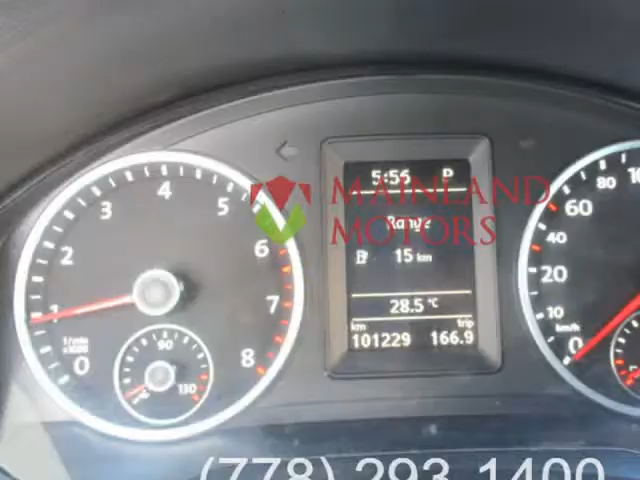 5:56 P
MAINLAND
MOTORS
Range
15 km
28.5 °C
km trip
101229 166.9
0 1 2 3 4 5 6 7 8
1/min
x1000
90
130
0 10 20 40 60 80
km/h
(778) 293 1400